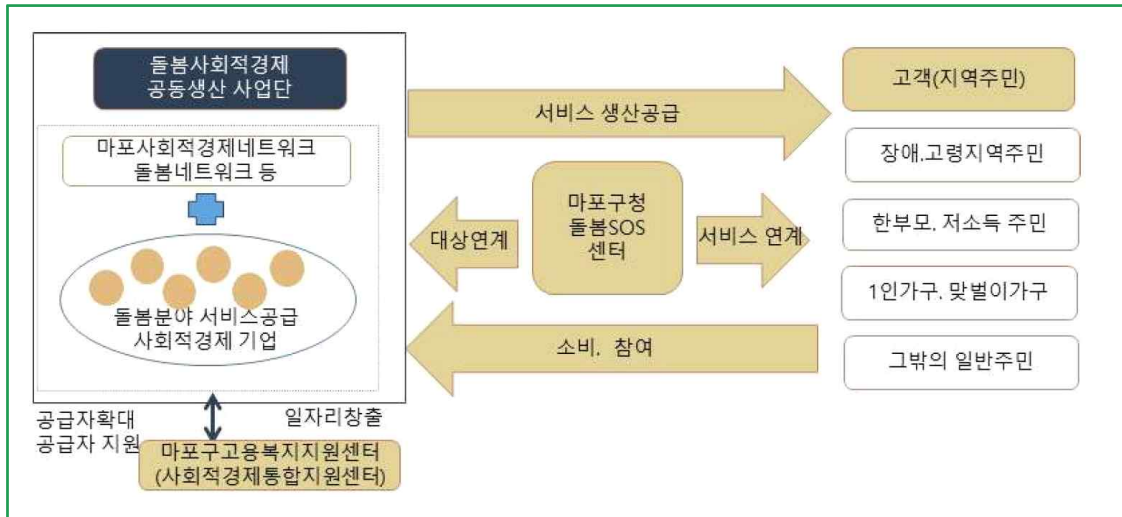 돌봄사회적경제
공동생산 사업단
마포사회적경제네트워크
돌봄네트워크 등
돌봄분야 서비스공급
사회적경제 기업
공급자확대
공급자 지원
일자리창출
마포구고용복지지원센터
(사회적경제통합지원센터)
서비스 생산공급
대상연계
마포구청
돌봄SOS
센터
서비스 연계
소비, 참여
고객(지역주민)
장애,고령지역주민
한부모, 저소득 주민
1인가구, 맞벌이가구
그밖의 일반주민